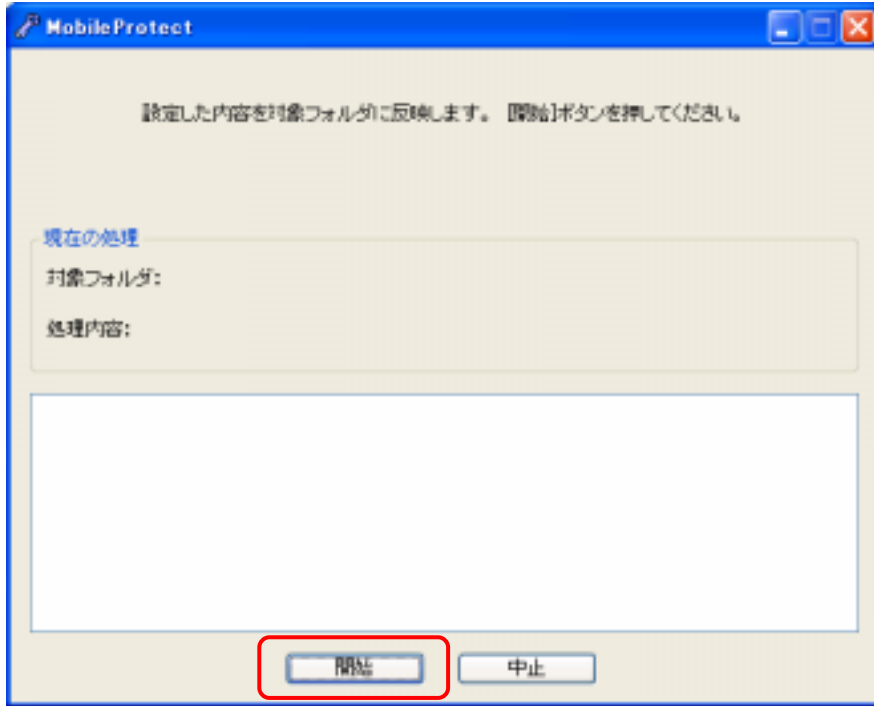 MobileProtect
設定した内容を対象フォルダに反映します。 [開始]ボタンを押してください。
現在の処理
対象フォルダ:
処理内容:
開始
中止